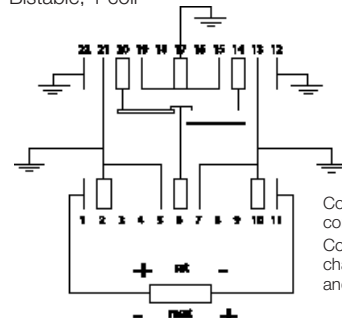 Bistable, 1 coil
22 21 20 19 18 17 16 15 14 13 12
1 2 3 4 5 6 7 8 9 10 11
+ set -
- reset +
Co
co
Co
cha
and